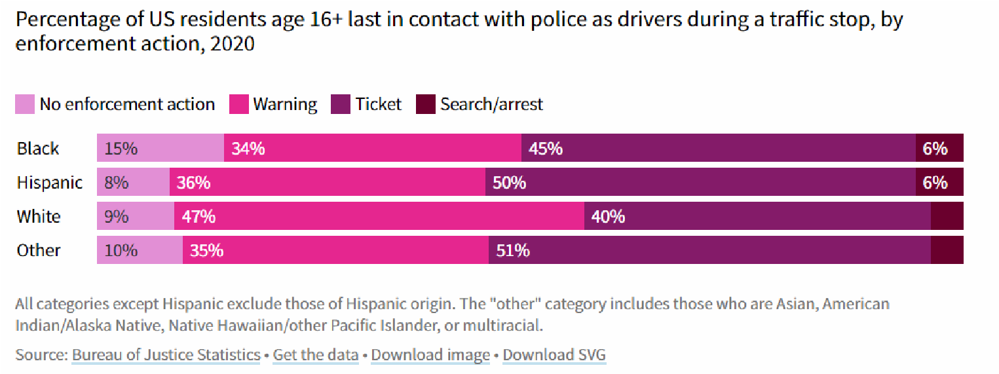 Percentage of US residents age 16+ last in contact with police as drivers during a traffic stop, by
enforcement action, 2020
No enforcement action Warning Ticket Search/arrest
Black 15% 34% 45% 6%
Hispanic 8% 36% 50% 6%
White 9% 47% 40%
Other 10% 35% 51%
All categories except Hispanic exclude those of Hispanic origin. The "other" category includes those who are Asian, American
Indian/Alaska Native, Native Hawaiian/other Pacific Islander, or multiracial.
Source: Bureau of Justice Statistics • Get the data • Download image • Download SVG